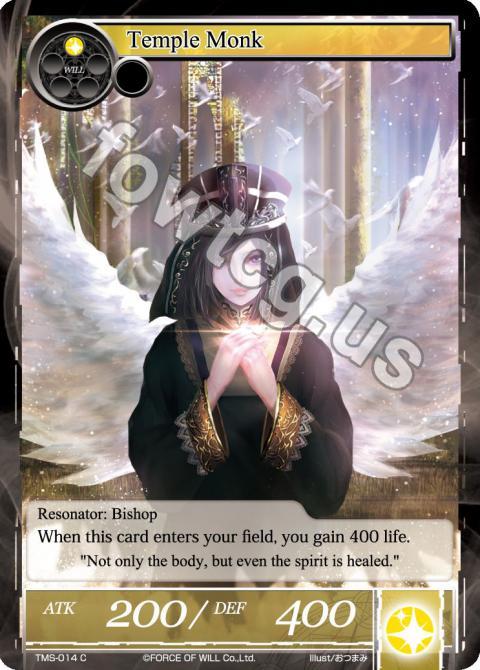 Temple Monk
WILL
fowtcg.us
Resonator: Bishop
When this card enters your field, you gain 400 life.
"Not only the body, but even the spirit is healed."
ATK 200 / DEF 400
TMS-014 C ©FORCE OF WILL Co.,Ltd. Illust/おつまみ